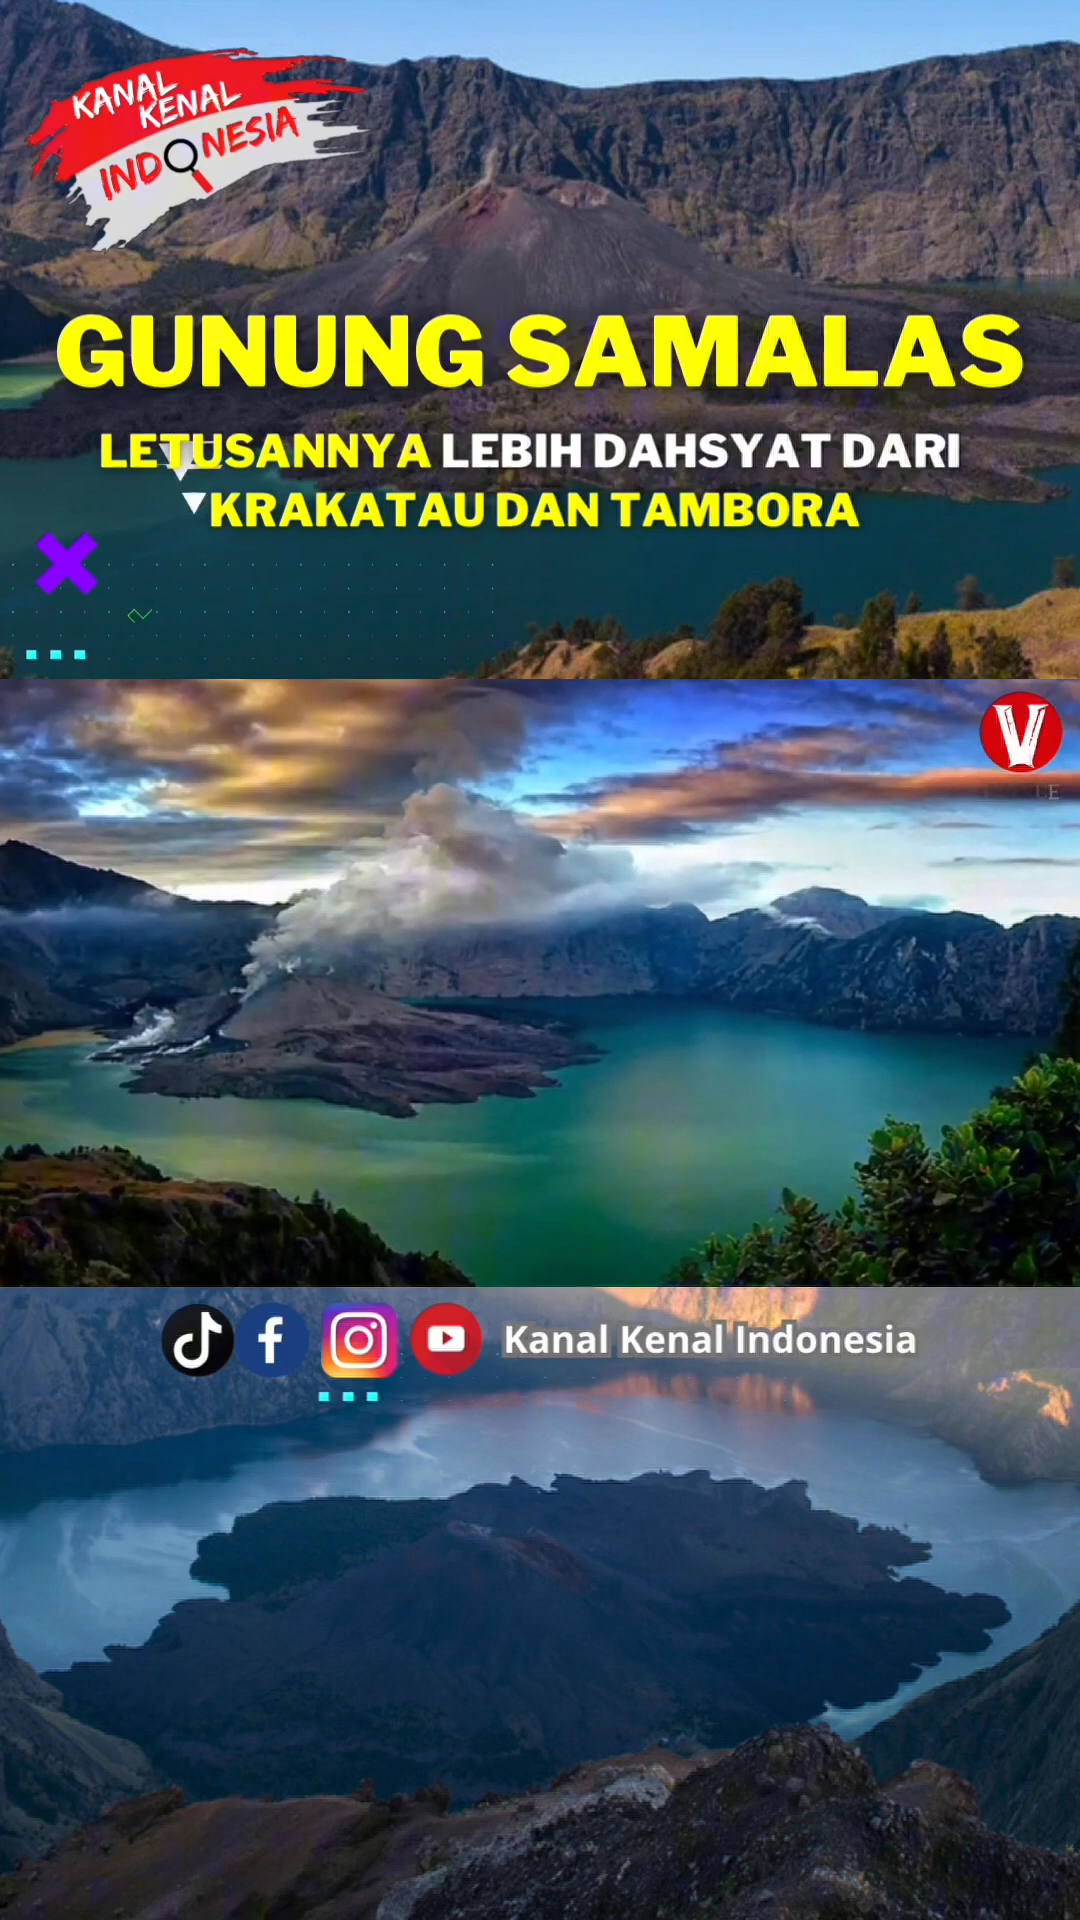 KANAL
KENAL
INDONESIA
GUNUNG SAMALAS
LETUSANNYA LEBIH DAHSYAT DARI
KRAKATAU DAN TAMBORA
V
Kanal Kenal Indonesia